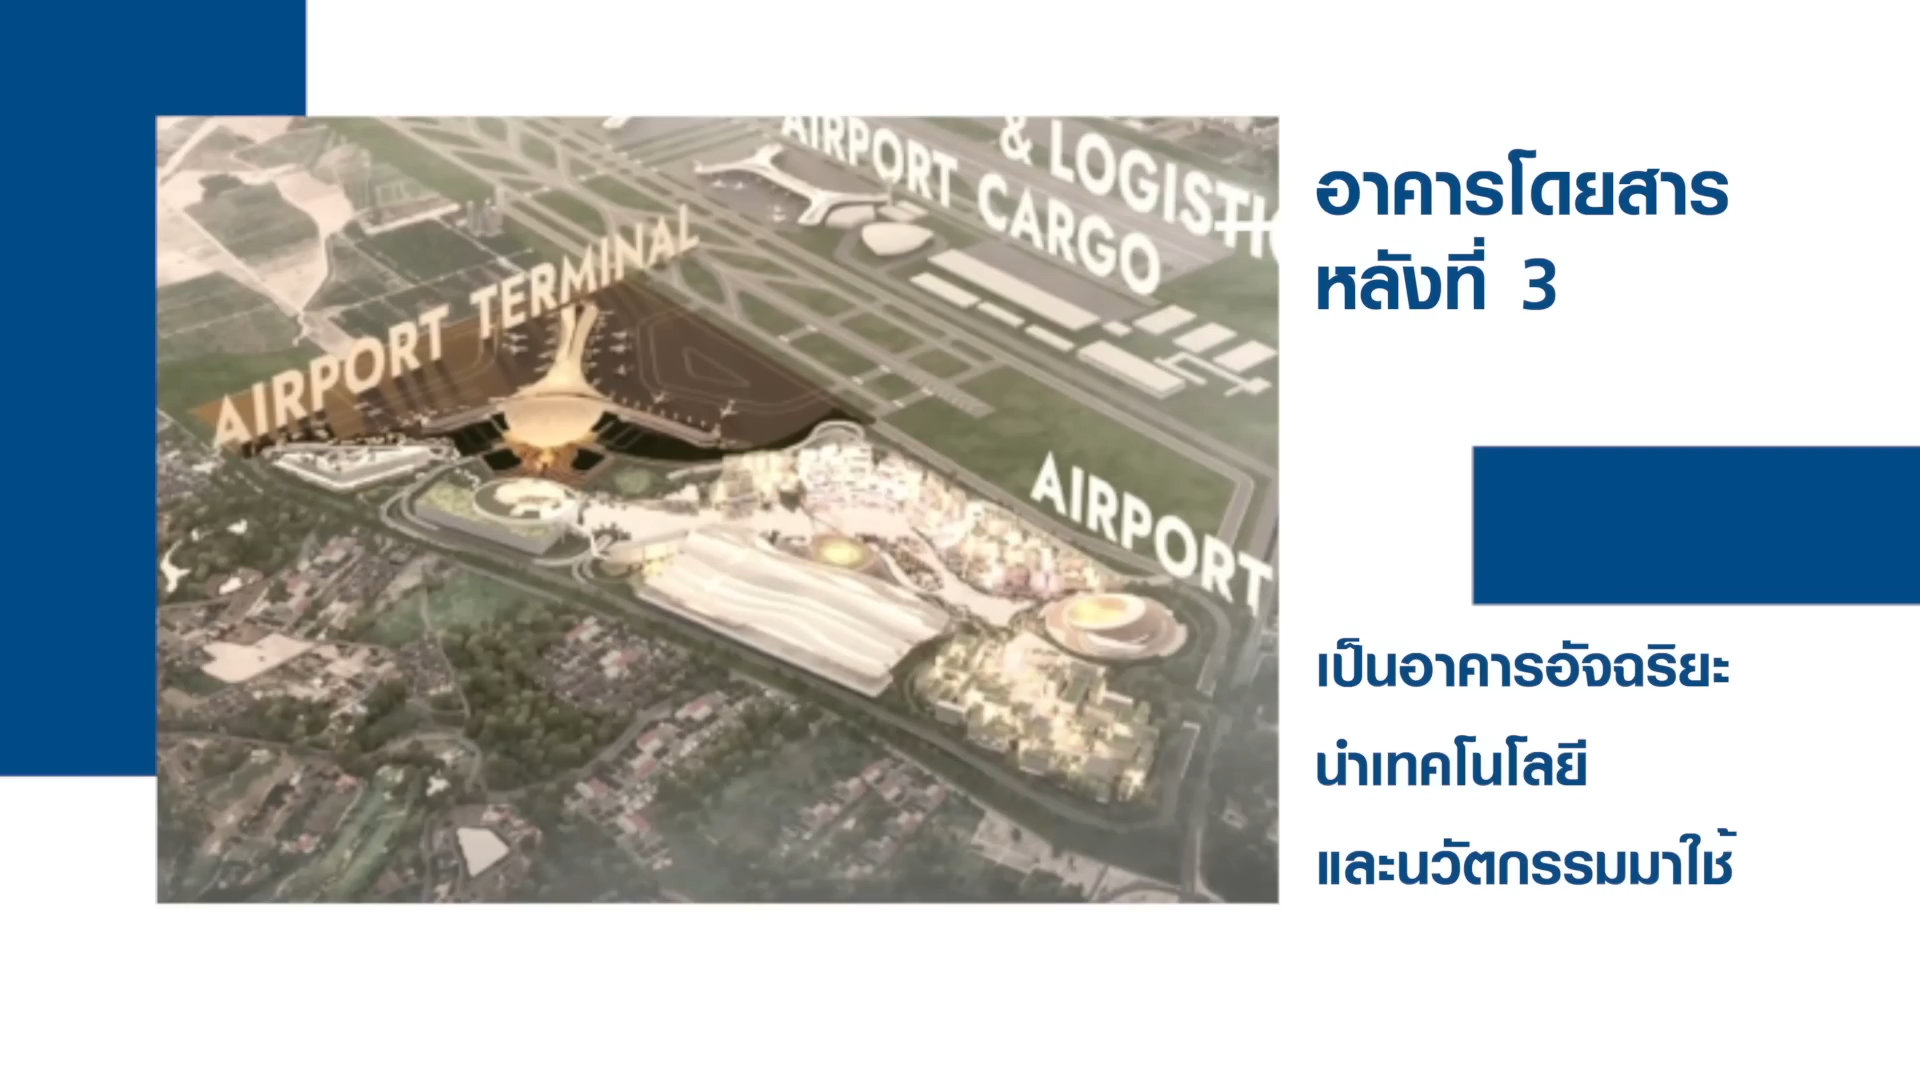 & LOGISTIC
AIRPORT CARGO
AIRPORT TERMINAL
AIRPORT
อาคารโดยสาร
หลังที่ 3
เป็นอาคารอัจฉริยะ
นำเทคโนโลยี
และนวัตกรรมมาใช้